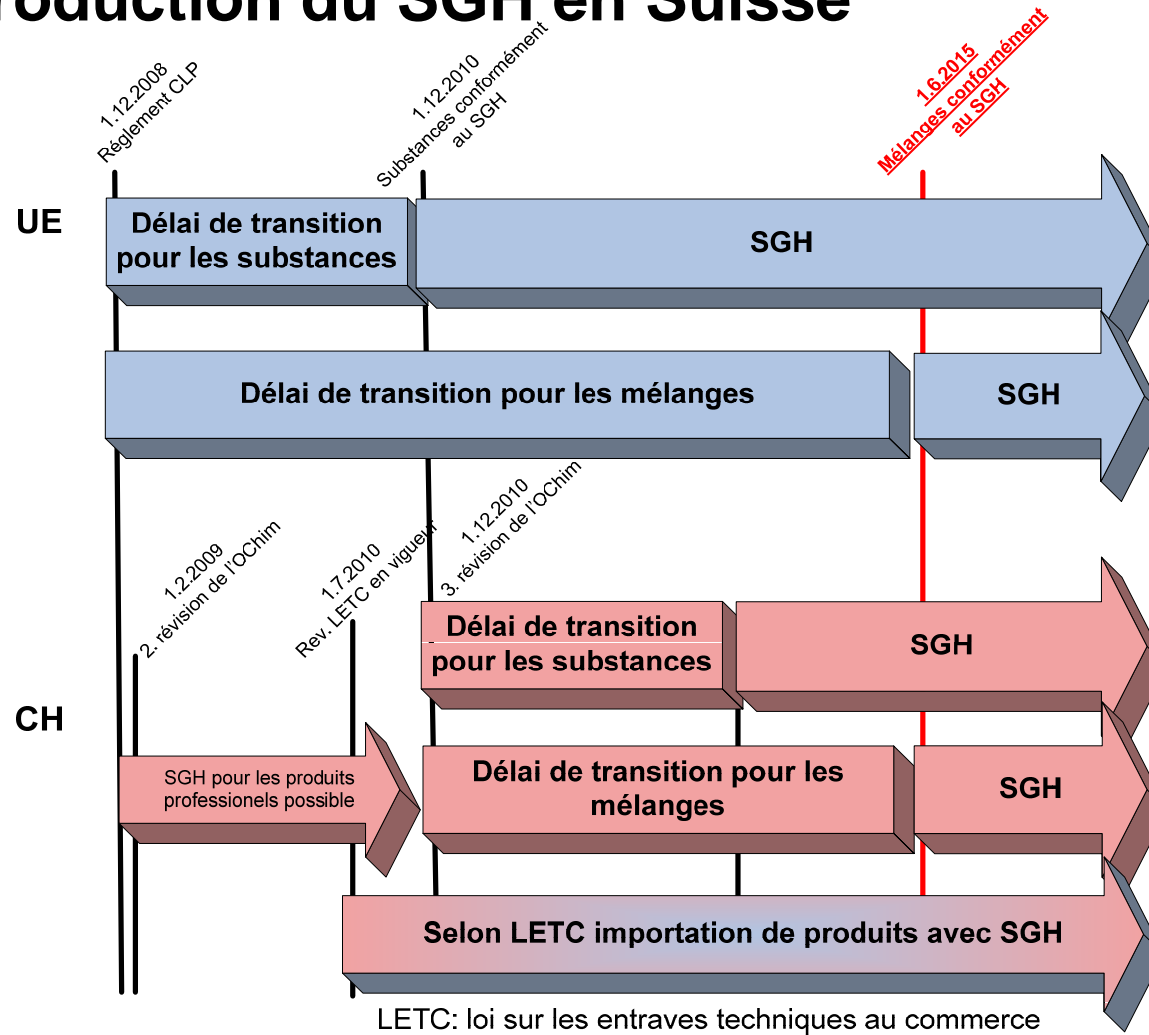 roduction du SGH en Suisse
1.12.2008
Réglement CLP
1.12.2010
Substances conformément
au SGH
1.6.2015
Mélanges conformément
au SGH
UE
Délai de transition
pour les substances
SGH
Délai de transition pour les mélanges
SGH
1.2.2009
2. révision de l'OChim
1.7.2010
Rev. LETC en vigueur
1.12.2010
3. révision de l'OChim
CH
Délai de transition
pour les substances
SGH
SGH pour les produits
professionels possible
Délai de transition pour les
mélanges
SGH
Selon LETC importation de produits avec SGH
LETC: loi sur les entraves techniques au commerce